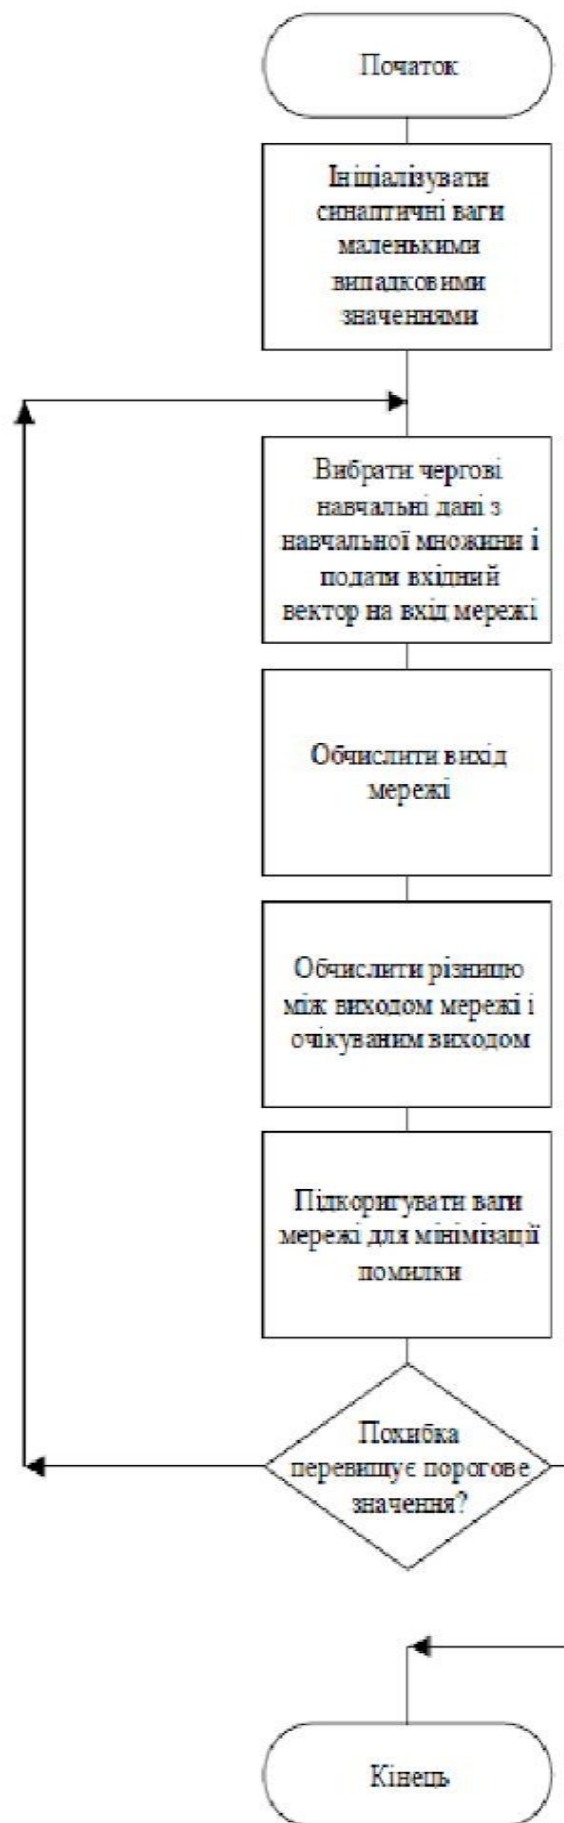 Початок
Ініціалізувати
синаптичні ваги
маленькими
випадковими
значеннями
Вибрати чергові
навчальні дані з
навчальної множини і
подати вхідний
вектор на вхід мережі
Обчислити вихід
мережі
Обчислити різницю
між виходом мережі і
очікуваним виходом
Підкоригувати ваги
мережі для мінімізації
помилки
Похибка
перевищує порогове
значення?
Кінець